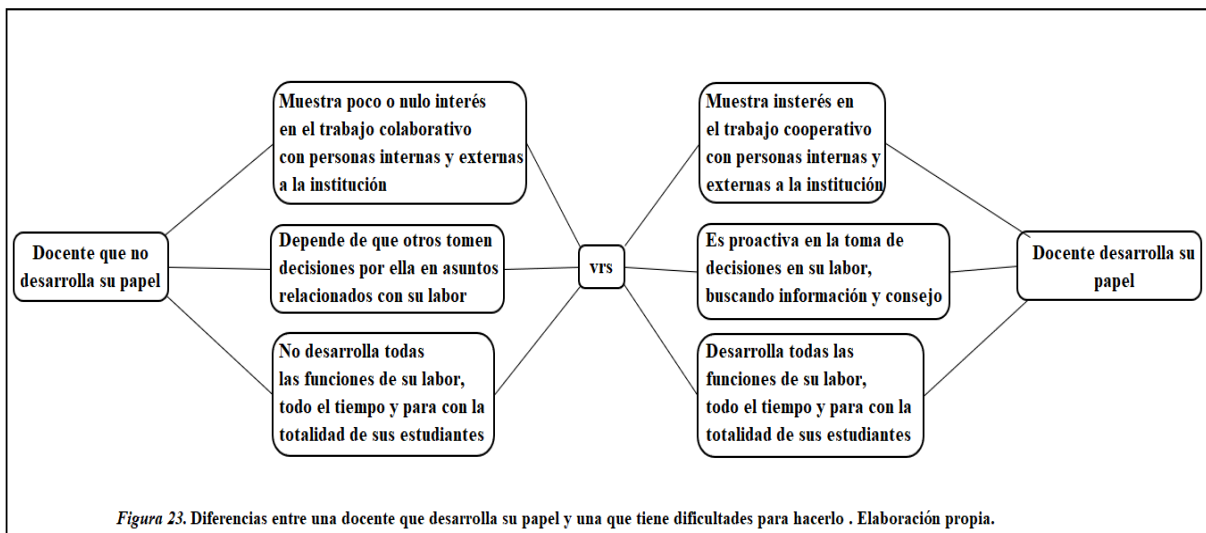 Muestra poco o nulo interés
en el trabajo colaborativo
con personas internas y externas
a la institución
Muestra insterés en
el trabajo cooperativo
con personas internas y
externas a la institución
Docente que no
desarrolla su papel
Depende de que otros tomen
decisiones por ella en asuntos
relacionados con su labor
vrs
Es proactiva en la toma de
decisiones en su labor,
buscando información y consejo
Docente desarrolla su
papel
No desarrolla todas
las funciones de su labor,
todo el tiempo y para con la
totalidad de sus estudiantes
Desarrolla todas las
funciones de su labor,
todo el tiempo y para con la
totalidad de sus estudiantes
Figura 23. Diferencias entre una docente que desarrolla su papel y una que tiene dificultades para hacerlo . Elaboración propia.